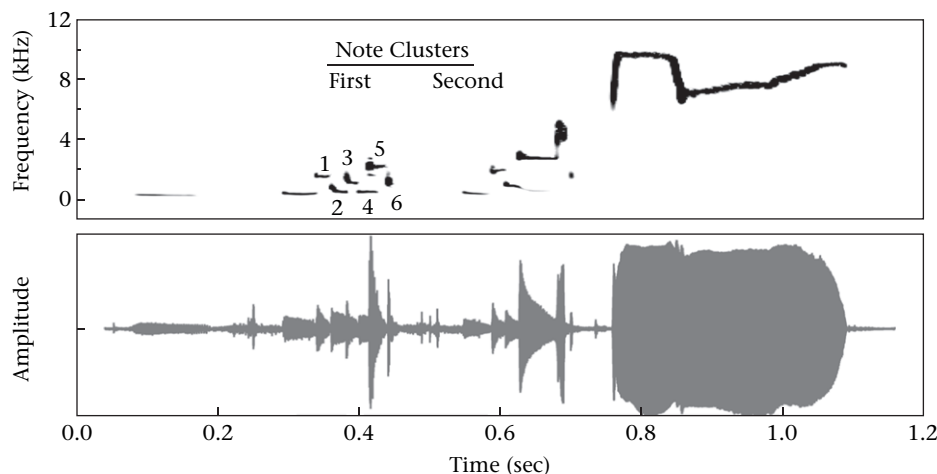 Frequency (kHz)
12
8
4
0
Note Clusters
First Second
1 3 5
2 4 6
Amplitude
0.0 0.2 0.4 0.6 0.8 1.0 1.2
Time (sec)